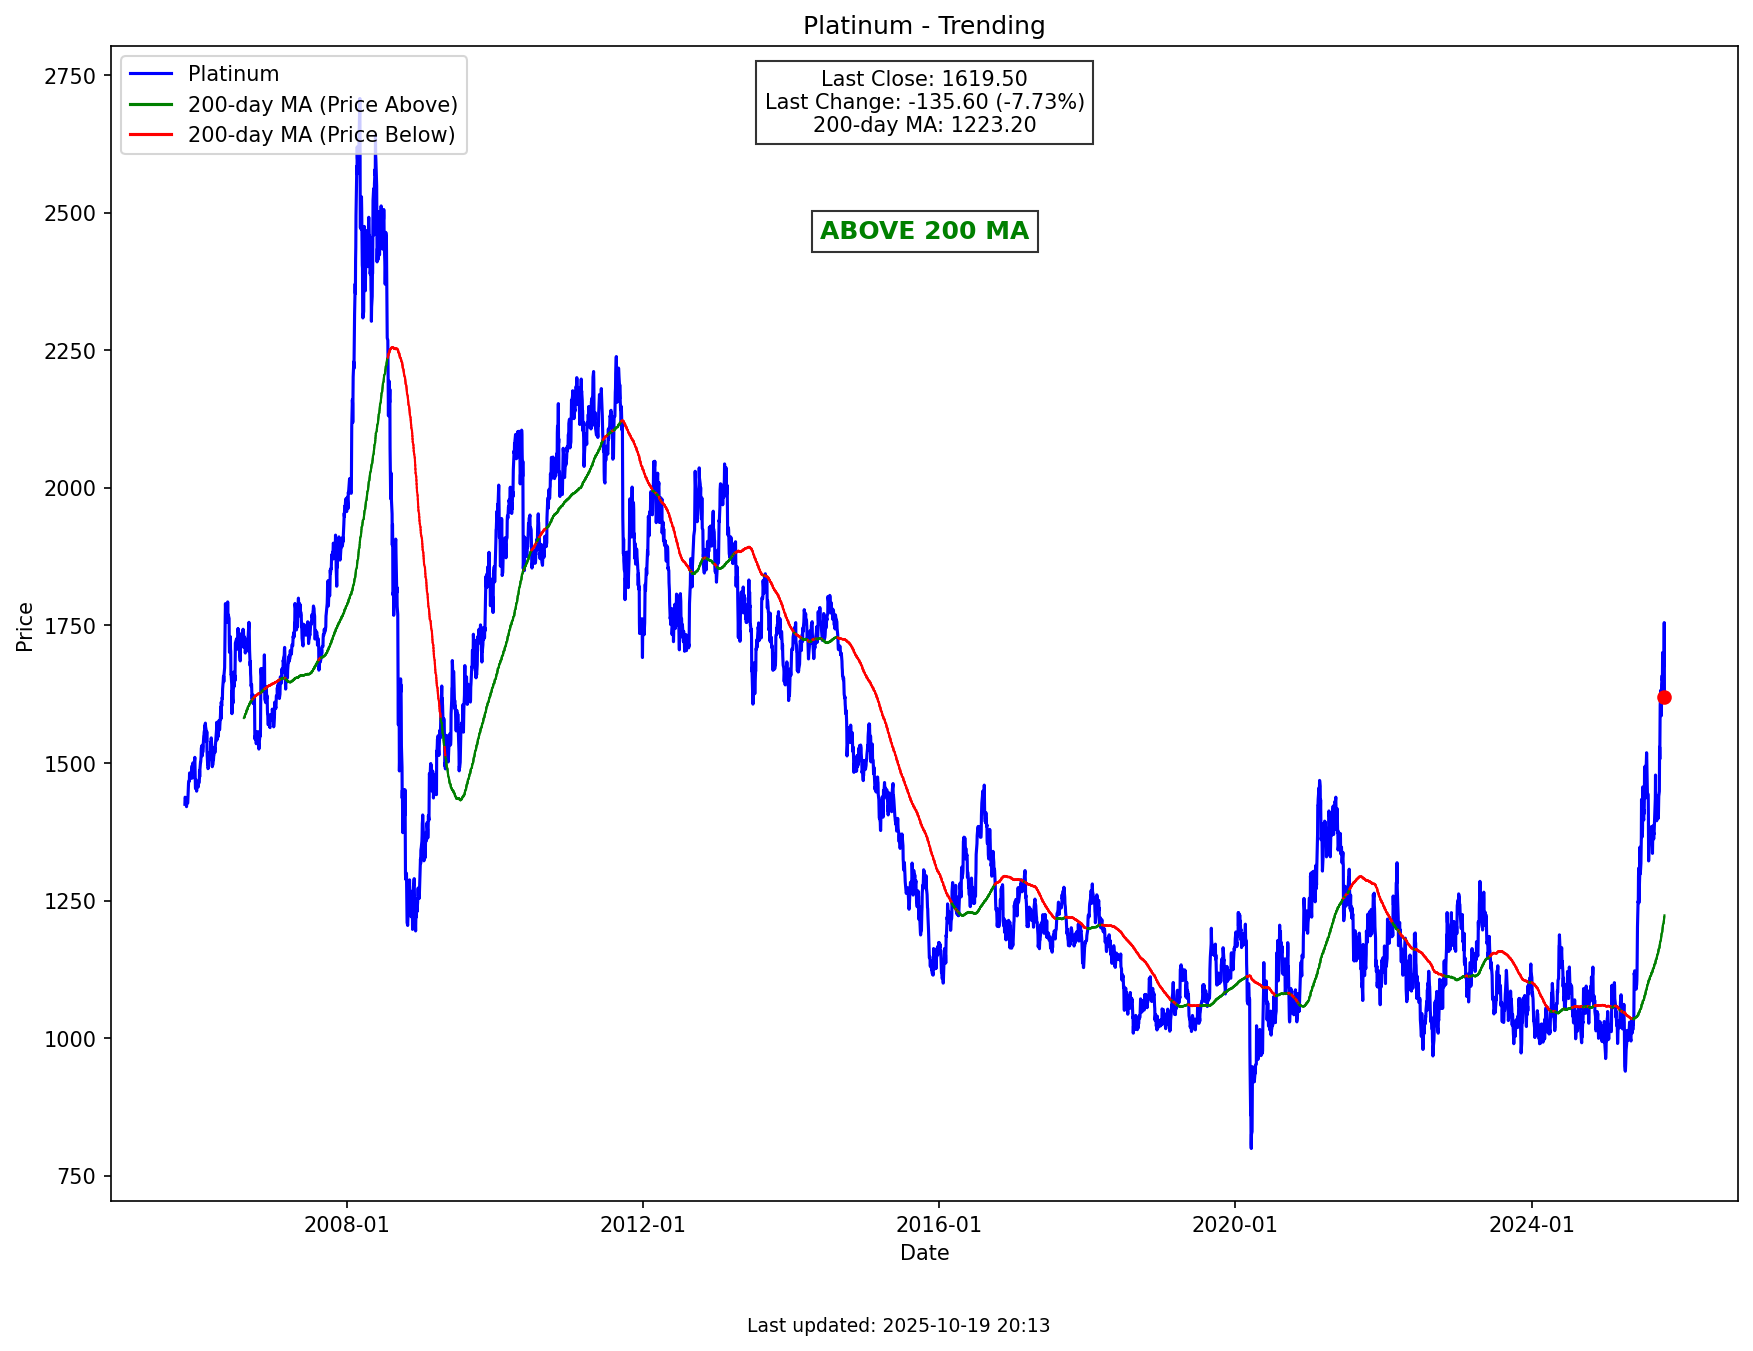 Platinum - Trending
Platinum
200-day MA (Price Above)
200-day MA (Price Below)
Last Close: 1619.50
Last Change: -135.60 (-7.73%)
200-day MA: 1223.20
ABOVE 200 MA
2750
2500
2250
2000
1750
1500
1250
1000
750
Price
2008-01
2012-01
2016-01
2020-01
2024-01
Date
Last updated: 2025-10-19 20:13